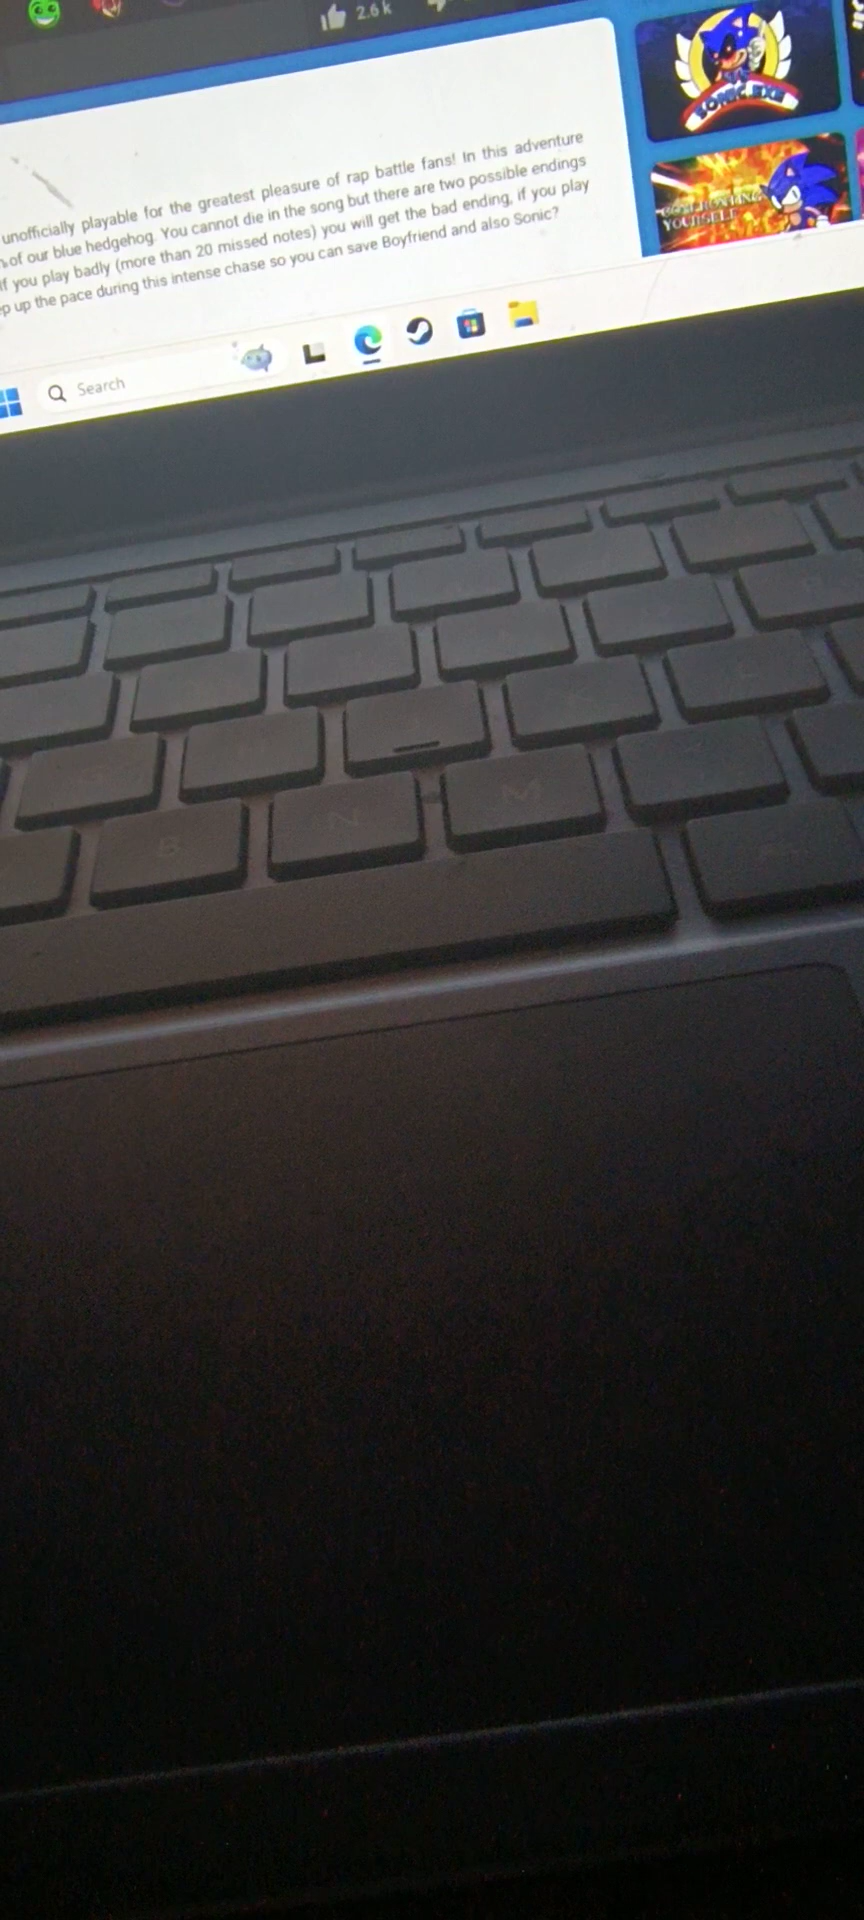 2.6 k
SONIC.EXE
unofficially playable for the greatest pleasure of rap battle fans! In this adventure
of our blue hedgehog. You cannot die in the song but there are two possible endings
If you play badly (more than 20 missed notes) you will get the bad ending, if you play
p up the pace during this intense chase so you can save Boyfriend and also Sonic?
CONFRONTING
YOURSELF
Search
B
N
M